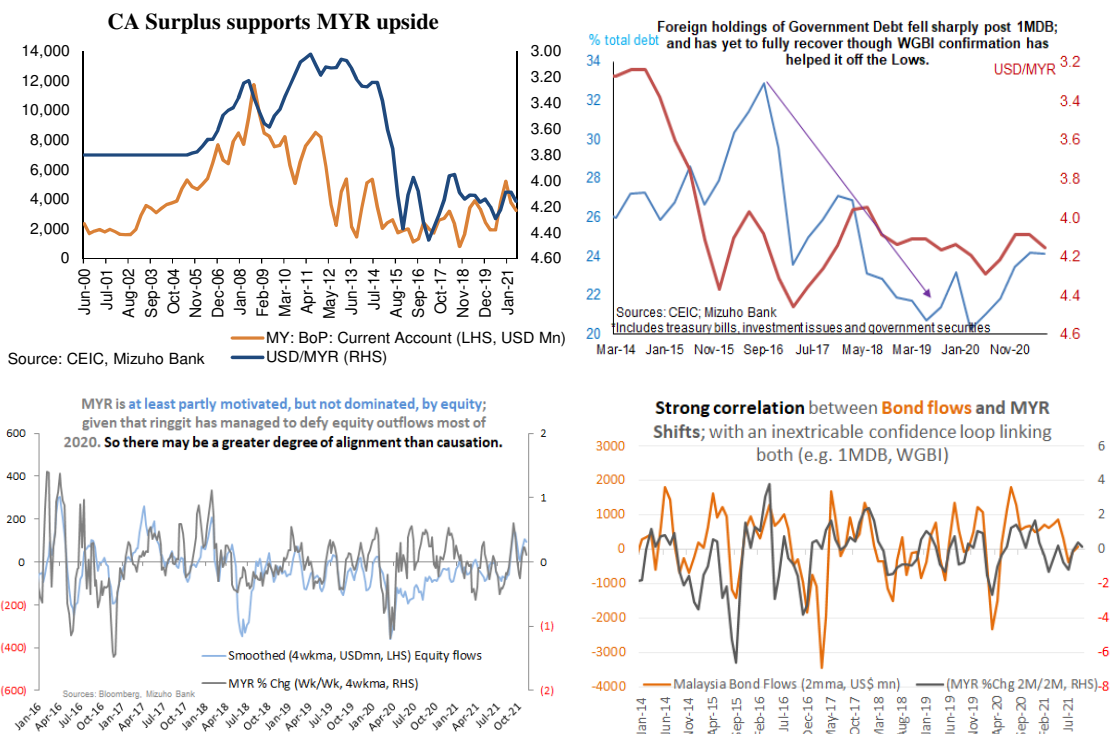 CA Surplus supports MYR upside
14,000
12,000
10,000
8,000
6,000
4,000
2,000
0
3.00
3.20
3.40
3.60
3.80
4.00
4.20
4.40
4.60
Jun-00
Jul-01
Aug-02
Sep-03
Oct-04
Nov-05
Dec-06
Jan-08
Feb-09
Mar-10
Apr-11
May-12
Jun-13
Jul-14
Aug-15
Sep-16
Oct-17
Nov-18
Dec-19
Jan-21
MY: BoP: Current Account (LHS, USD Mn)
USD/MYR (RHS)
Source: CEIC, Mizuho Bank
Foreign holdings of Government Debt fell sharply post 1MDB;
% total debt
and has yet to fully recover though WGBI confirmation has
helped it off the Lows.
USD/MYR
34
32
30
28
26
24
22
20
3.2
3.4
3.6
3.8
4.0
4.2
4.4
4.6
Sources: CEIC; Mizuho Bank
*Includes treasury bills, investment issues and government securities
Mar-14
Jan-15
Nov-15
Sep-16
Jul-17
May-18
Mar-19
Jan-20
Nov-20
MYR is at least partly motivated, but not dominated, by equity;
given that ringgit has managed to defy equity outflows most of
2020. So there may be a greater degree of alignment than causation.
600
400
200
0
(200)
(400)
(600)
2
1
0
(1)
(2)
Smoothed (4wkma, USDmn, LHS) Equity flows
MYR % Chg (Wk/Wk, 4wkma, RHS)
Sources: Bloomberg, Mizuho Bank
Jan-16
Apr-16
Jul-16
Oct-16
Jan-17
Apr-17
Jul-17
Oct-17
Jan-18
Apr-18
Jul-18
Oct-18
Jan-19
Apr-19
Jul-19
Oct-19
Jan-20
Apr-20
Jul-20
Oct-20
Jan-21
Apr-21
Jul-21
Oct-21
Strong correlation between Bond flows and MYR
Shifts; with an inextricable confidence loop linking
both (e.g. 1MDB, WGBI)
3000
2000
1000
0
-1000
-2000
-3000
-4000
6
4
2
0
-2
-4
-6
-8
Malaysia Bond Flows (2mma, US$ mn)
(MYR %Chg 2M/2M, RHS)
Jan-14
Jun-14
Nov-14
Apr-15
Sep-15
Feb-16
Jul-16
Dec-16
May-17
Oct-17
Mar-18
Aug-18
Jan-19
Jun-19
Nov-19
Apr-20
Sep-20
Feb-21
Jul-21